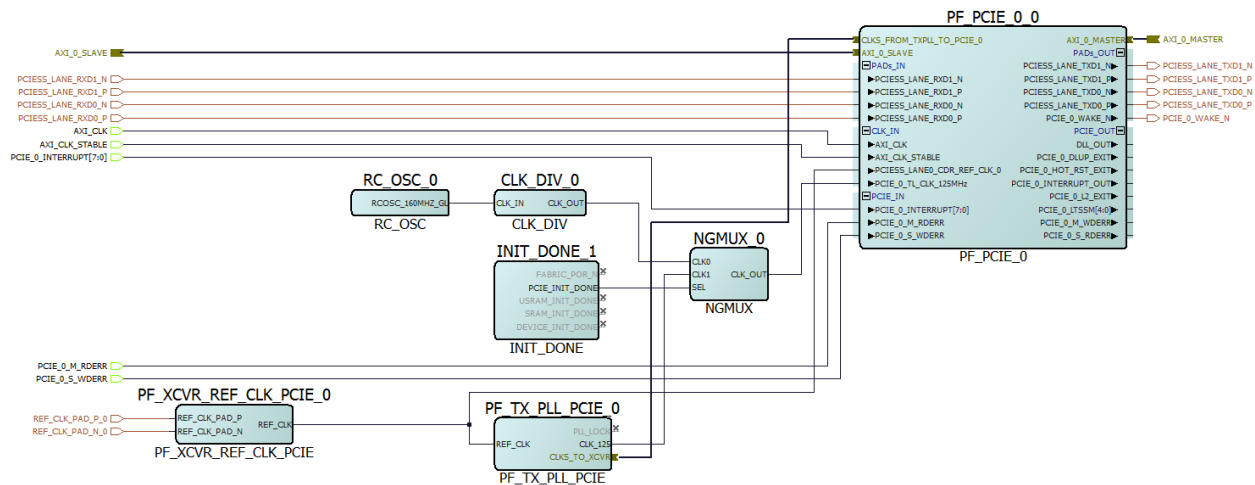 PF_PCIE_0_0
CLKS_FROM_TXPLL_TO_PCIE_0
AXI_0_MASTER
AXI_0_MASTER
AXI_0_SLAVE
AXI_0_SLAVE
PADs_OUT
PADs_IN
PCIESS_LANE_TXD1_N
PCIESS_LANE_TXD1_N
PCIESS_LANE_RXD1_N
PCIESS_LANE_RXD1_N
PCIESS_LANE_TXD1_P
PCIESS_LANE_TXD1_P
PCIESS_LANE_RXD1_P
PCIESS_LANE_RXD1_P
PCIESS_LANE_TXD0_N
PCIESS_LANE_TXD0_N
PCIESS_LANE_RXD0_N
PCIESS_LANE_RXD0_N
PCIESS_LANE_TXD0_P
PCIESS_LANE_TXD0_P
PCIESS_LANE_RXD0_P
PCIESS_LANE_RXD0_P
PCIE_0_WAKE_N
PCIE_0_WAKE_N
AXI_CLK
CLK_IN
PCIE_OUT
AXI_CLK_STABLE
AXI_CLK
DLL_OUT
PCIE_0_INTERRUPT[7:0]
AXI_CLK_STABLE
PCIE_0_DLUP_EXIT
PCIESS_LANE0_CDR_REF_CLK_0
PCIE_0_HOT_RST_EXIT
PCIE_0_TL_CLK_125MHz
PCIE_0_INTERRUPT_OUT
PCIE_IN
PCIE_0_L2_EXIT
PCIE_0_INTERRUPT[7:0]
PCIE_0_LTSSM[4:0]
PCIE_0_M_RDERR
PCIE_0_M_WDERR
PCIE_0_S_WDERR
PCIE_0_S_RDERR
PF_PCIE_0
RC_OSC_0
RCOSC_160MHZ_GL
RC_OSC
CLK_DIV_0
CLK_IN
CLK_OUT
CLK_DIV
NGMUX_0
CLK0
CLK1
CLK_OUT
SEL
NGMUX
INIT_DONE_1
FABRIC_POR_N
PCIE_INIT_DONE
USRAM_INIT_DONE
SRAM_INIT_DONE
DEVICE_INIT_DONE
INIT_DONE
PCIE_0_M_RDERR
PCIE_0_S_WDERR
PF_XCVR_REF_CLK_PCIE_0
REF_CLK_PAD_P_0
REF_CLK_PAD_P
REF_CLK
REF_CLK_PAD_N_0
REF_CLK_PAD_N
PF_XCVR_REF_CLK_PCIE
PF_TX_PLL_PCIE_0
PLL_LOCK
REF_CLK
CLK_125
CLKS_TO_XCVR
PF_TX_PLL_PCIE